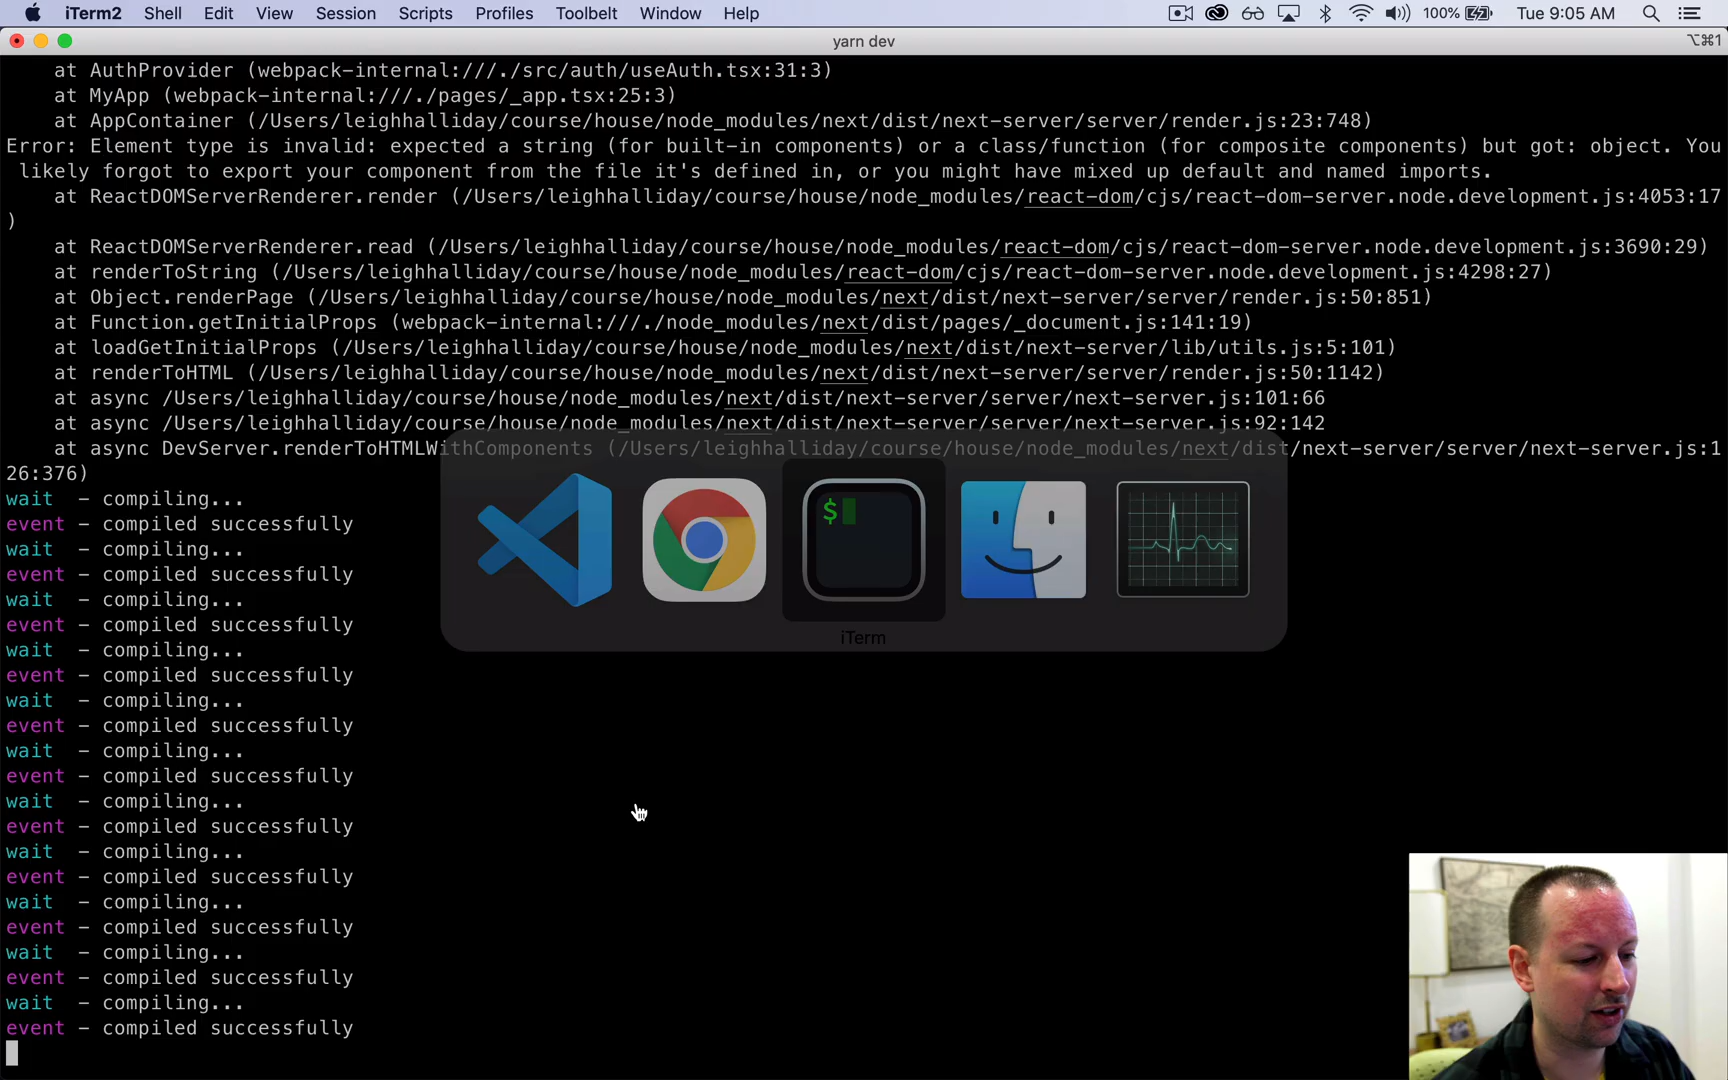 iTerm2 Shell Edit View Session Scripts Profiles Toolbelt Window Help 100% Tue 9:05 AM
yarn dev ⌥⌘1
at AuthProvider (webpack-internal:///./src/auth/useAuth.tsx:31:3)
at MyApp (webpack-internal:///./pages/_app.tsx:25:3)
at AppContainer (/Users/leighhalliday/course/house/node_modules/next/dist/next-server/server/render.js:23:748)
Error: Element type is invalid: expected a string (for built-in components) or a class/function (for composite components) but got: object. You
likely forgot to export your component from the file it's defined in, or you might have mixed up default and named imports.
at ReactDOMServerRenderer.render (/Users/leighhalliday/course/house/node_modules/react-dom/cjs/react-dom-server.node.development.js:4053:17
)
at ReactDOMServerRenderer.read (/Users/leighhalliday/course/house/node_modules/react-dom/cjs/react-dom-server.node.development.js:3690:29)
at renderToString (/Users/leighhalliday/course/house/node_modules/react-dom/cjs/react-dom-server.node.development.js:4298:27)
at Object.renderPage (/Users/leighhalliday/course/house/node_modules/next/dist/next-server/server/render.js:50:851)
at Function.getInitialProps (webpack-internal:///./node_modules/next/dist/pages/_document.js:141:19)
at loadGetInitialProps (/Users/leighhalliday/course/house/node_modules/next/dist/next-server/lib/utils.js:5:101)
at renderToHTML (/Users/leighhalliday/course/house/node_modules/next/dist/next-server/server/render.js:50:1142)
at async /Users/leighhalliday/course/house/node_modules/next/dist/next-server/server/next-server.js:101:66
at async /Users/leighhalliday/course/house/node_modules/next/dist/next-server/server/next-server.js:92:142
at async DevServer.renderToHTMLWithComponents (/Users/leighhalliday/course/house/node_modules/next/dist/next-server/server/next-server.js:1
26:376)
wait - compiling...
event - compiled successfully
wait - compiling...
event - compiled successfully
wait - compiling...
event - compiled successfully
wait - compiling...
event - compiled successfully
wait - compiling...
event - compiled successfully
wait - compiling...
event - compiled successfully
wait - compiling...
event - compiled successfully
wait - compiling...
event - compiled successfully
wait - compiling...
event - compiled successfully
wait - compiling...
event - compiled successfully
wait - compiling...
event - compiled successfully
$
iTerm